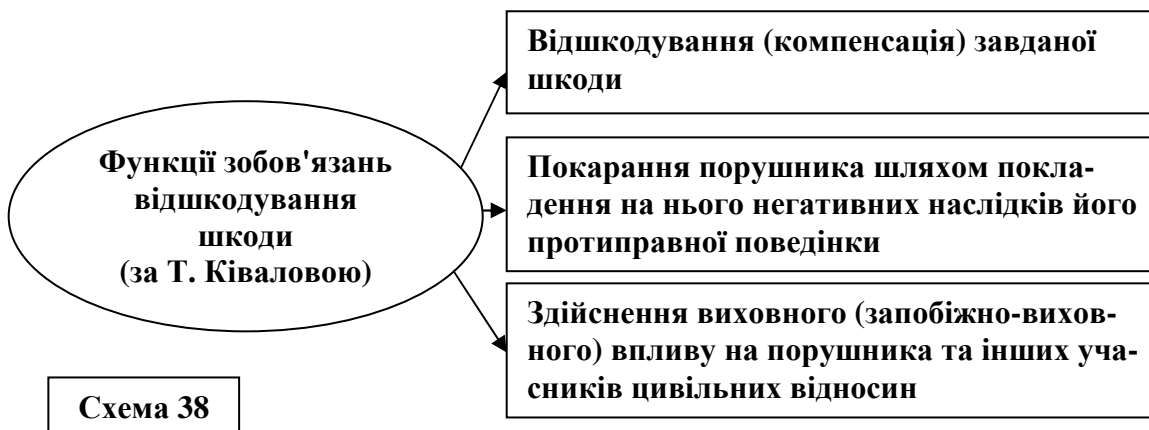 Функції зобов'язань
відшкодування
шкоди
(за Т. Ківаловою)
Відшкодування (компенсація) завданої
шкоди
Покарання порушника шляхом покла-
дення на нього негативних наслідків його
протиправної поведінки
Здійснення виховного (запобіжно-вихов-
ного) впливу на порушника та інших уча-
сників цивільних відносин
Схема 38